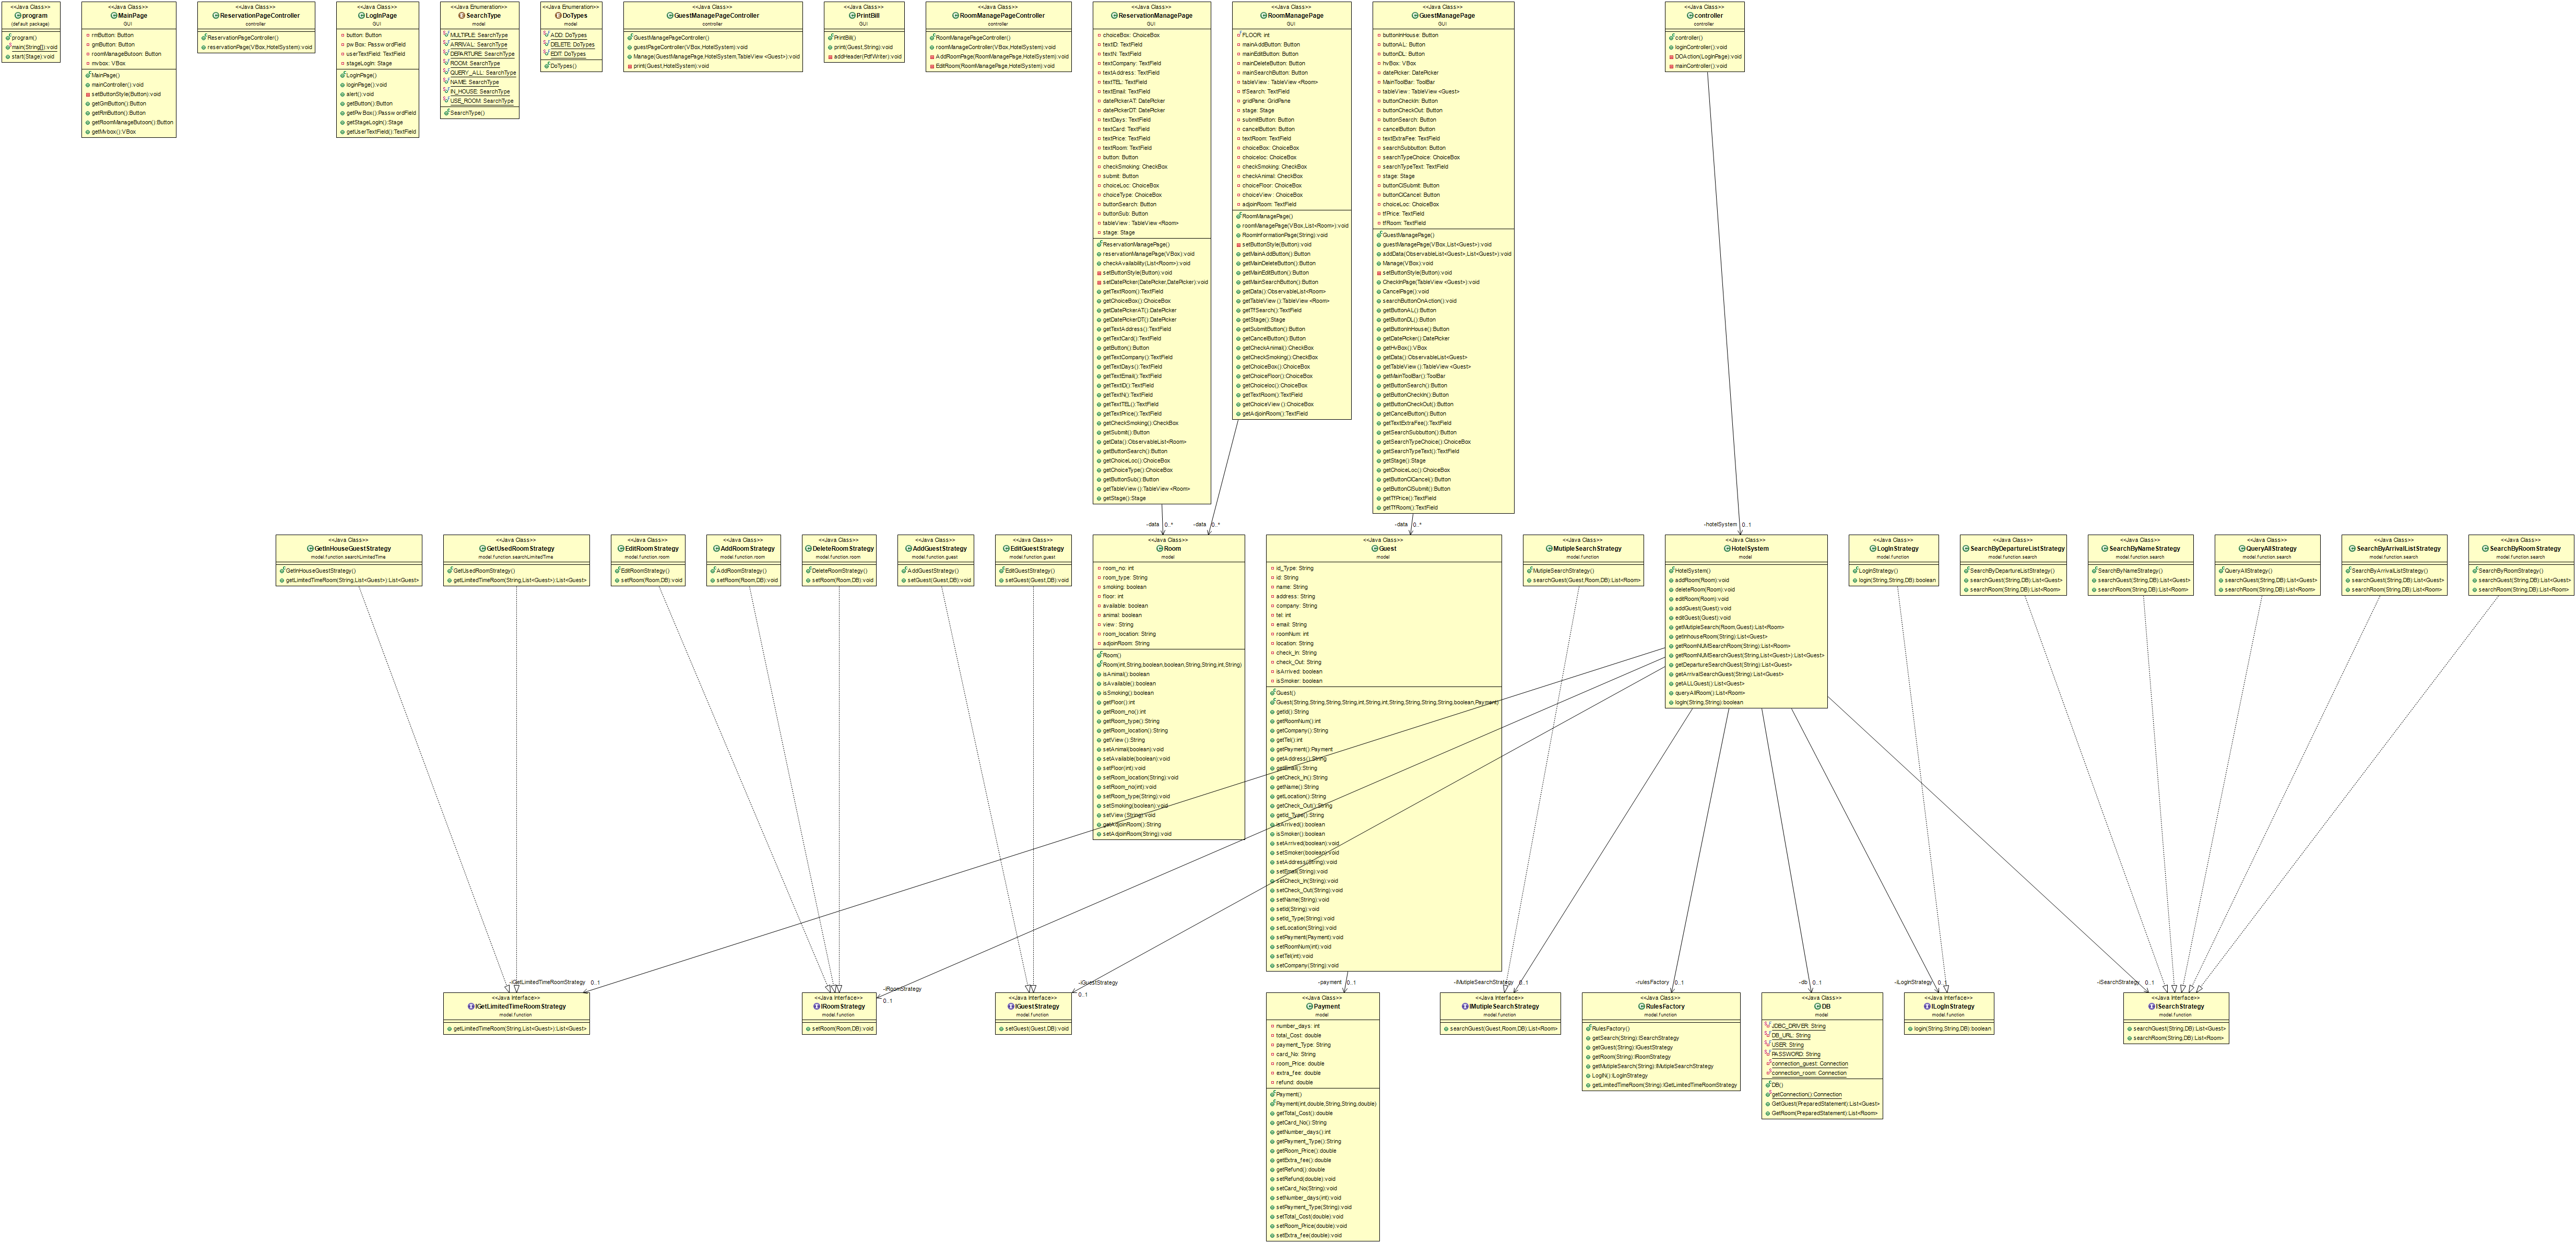 <<Java Class>>
program
(default package)
program()
main(String[]):void
start(Stage):void
<<Java Class>>
MainPage
GUI
rmButton: Button
gmButton: Button
roomManageButoon: Button
mvbox: VBox
MainPage()
mainController():void
setButtonStyle(Button):void
getGmButton():Button
getRmButton():Button
getRoomManageButoon():Button
getMvbox():VBox
<<Java Class>>
ReservationPageController
controller
ReservationPageController()
reservationPage(VBox,HotelSystem):void
<<Java Class>>
LogInPage
GUI
button: Button
pwBox: PasswordField
userTextField: TextField
stageLogin: Stage
LogInPage()
loginPage():void
alert():void
getButton():Button
getPwBox():PasswordField
getStageLogin():Stage
getUserTextField():TextField
<<Java Enumeration>>
SearchType
model
MULTIPLE: SearchType
ARRIVAL: SearchType
DEPARTURE: SearchType
ROOM: SearchType
QUERY_ALL: SearchType
NAME: SearchType
IN_HOUSE: SearchType
USE_ROOM: SearchType
SearchType()
<<Java Enumeration>>
DoTypes
model
ADD: DoTypes
DELETE: DoTypes
EDIT: DoTypes
DoTypes()
<<Java Class>>
GuestManagePageController
controller
GuestManagePageController()
guestPageController(VBox,HotelSystem):void
Manage(GuestManagePage,HotelSystem,TableView<Guest>):void
print(Guest,HotelSystem):void
<<Java Class>>
PrintBill
GUI
PrintBill()
print(Guest,String):void
addHeader(PdfWriter):void
<<Java Class>>
RoomManagePageController
controller
RoomManagePageController()
roomManageController(VBox,HotelSystem):void
AddRoomPage(RoomManagePage,HotelSystem):void
EditRoom(RoomManagePage,HotelSystem):void
<<Java Class>>
ReservationManagePage
GUI
choiceBox: ChoiceBox
textID: TextField
textN: TextField
textCompany: TextField
textAddress: TextField
textTEL: TextField
textEmail: TextField
datePickerAT: DatePicker
datePickerDT: DatePicker
textDays: TextField
textCard: TextField
textPrice: TextField
textRoom: TextField
button: Button
checkSmoking: CheckBox
submit: Button
choiceLoc: ChoiceBox
choiceType: ChoiceBox
buttonSearch: Button
buttonSub: Button
tableView: TableView<Room>
stage: Stage
ReservationManagePage()
reservationManagePage(VBox):void
checkAvailability(List<Room>):void
setButtonStyle(Button):void
setDatePicker(DatePicker,DatePicker):void
getTextRoom():TextField
getChoiceBox():ChoiceBox
getDatePickerAT():DatePicker
getDatePickerDT():DatePicker
getTextAddress():TextField
getTextCard():TextField
getButton():Button
getTextCompany():TextField
getTextDays():TextField
getTextEmail():TextField
getTextID():TextField
getTextN():TextField
getTextTEL():TextField
getTextPrice():TextField
getCheckSmoking():CheckBox
getSubmit():Button
getData():ObservableList<Room>
getButtonSearch():Button
getChoiceLoc():ChoiceBox
getChoiceType():ChoiceBox
getButtonSub():Button
getTableView():TableView<Room>
getStage():Stage
<<Java Class>>
RoomManagePage
GUI
FLOOR: int
mainAddButton: Button
mainEditButton: Button
mainDeleteButton: Button
mainSearchButton: Button
tableView: TableView<Room>
tfSearch: TextField
gridPane: GridPane
stage: Stage
submitButton: Button
cancelButton: Button
textRoom: TextField
choiceBox: ChoiceBox
choiceloc: ChoiceBox
checkSmoking: CheckBox
checkAnimal: CheckBox
choiceFloor: ChoiceBox
choiceView: ChoiceBox
adjoinRoom: TextField
RoomManagePage()
roomManagePage(VBox,List<Room>):void
RoomInformationPage(String):void
setButtonStyle(Button):void
getMainAddButton():Button
getMainDeleteButton():Button
getMainEditButton():Button
getMainSearchButton():Button
getData():ObservableList<Room>
getTableView():TableView<Room>
getTfSearch():TextField
getStage():Stage
getSubmitButton():Button
getCancelButton():Button
getCheckAnimal():CheckBox
getCheckSmoking():CheckBox
getChoiceBox():ChoiceBox
getChoiceFloor():ChoiceBox
getChoiceloc():ChoiceBox
getTextRoom():TextField
getChoiceView():ChoiceBox
getAdjoinRoom():TextField
<<Java Class>>
GuestManagePage
GUI
buttonInHouse: Button
buttonAL: Button
buttonDL: Button
hvBox: VBox
datePicker: DatePicker
MainToolBar: ToolBar
tableView: TableView<Guest>
buttonCheckIn: Button
buttonCheckOut: Button
buttonSearch: Button
cancelButton: Button
textExtraFee: TextField
searchSubbutton: Button
searchTypeChoice: ChoiceBox
searchTypeText: TextField
stage: Stage
buttonCISubmit: Button
buttonCICancel: Button
choiceLoc: ChoiceBox
tfPrice: TextField
tfRoom: TextField
GuestManagePage()
guestManagePage(VBox,List<Guest>):void
addData(ObservableList<Guest>,List<Guest>):void
Manage(VBox):void
setButtonStyle(Button):void
CheckInPage(TableView<Guest>):void
CancelPage():void
searchButtonOnAction():void
getButtonAL():Button
getButtonDL():Button
getButtonInHouse():Button
getDatePicker():DatePicker
getHvBox():VBox
getData():ObservableList<Guest>
getTableView():TableView<Guest>
getMainToolBar():ToolBar
getButtonSearch():Button
getButtonCheckIn():Button
getButtonCheckOut():Button
getCancelButton():Button
getTextExtraFee():TextField
getSearchSubbutton():Button
getSearchTypeChoice():ChoiceBox
getSearchTypeText():TextField
getStage():Stage
getChoiceLoc():ChoiceBox
getButtonCICancel():Button
getButtonCISubmit():Button
getTfPrice():TextField
getTfRoom():TextField
<<Java Class>>
controller
controller
controller()
loginController():void
DOAction(LogInPage):void
mainController():void
-data 0..*
-data 0..*
-data 0..*
-hotelSystem 0..1
<<Java Class>>
GetInHouseGuestStrategy
model.function.searchLimitedTime
GetInHouseGuestStrategy()
getLimitedTimeRoom(String,List<Guest>):List<Guest>
<<Java Class>>
GetUsedRoomStrategy
model.function.searchLimitedTime
GetUsedRoomStrategy()
getLimitedTimeRoom(String,List<Guest>):List<Guest>
<<Java Class>>
EditRoomStrategy
model.function.room
EditRoomStrategy()
setRoom(Room,DB):void
<<Java Class>>
AddRoomStrategy
model.function.room
AddRoomStrategy()
setRoom(Room,DB):void
<<Java Class>>
DeleteRoomStrategy
model.function.room
DeleteRoomStrategy()
setRoom(Room,DB):void
<<Java Class>>
AddGuestStrategy
model.function.guest
AddGuestStrategy()
setGuest(Guest,DB):void
<<Java Class>>
EditGuestStrategy
model.function.guest
EditGuestStrategy()
setGuest(Guest,DB):void
<<Java Class>>
Room
model
room_no: int
room_type: String
smoking: boolean
floor: int
available: boolean
animal: boolean
view: String
room_location: String
adjoinRoom: String
Room()
Room(int,String,boolean,boolean,String,String,int,String)
isAnimal():boolean
isAvailable():boolean
isSmoking():boolean
getFloor():int
getRoom_no():int
getRoom_type():String
getRoom_location():String
getView():String
setAnimal(boolean):void
setAvailable(boolean):void
setFloor(int):void
setRoom_location(String):void
setRoom_no(int):void
setRoom_type(String):void
setSmoking(boolean):void
setView(String):void
getAdjoinRoom():String
setAdjoinRoom(String):void
<<Java Class>>
Guest
model
id_Type: String
id: String
name: String
address: String
company: String
tel: int
email: String
roomNum: int
location: String
check_In: String
check_Out: String
isArrived: boolean
isSmoker: boolean
Guest()
Guest(String,String,String,String,int,String,int,String,String,String,String,boolean,Payment)
getId():String
getRoomNum():int
getCompany():String
getTel():int
getPayment():Payment
getAddress():String
getEmail():String
getCheck_In():String
getName():String
getLocation():String
getCheck_Out():String
getId_Type():String
isArrived():boolean
isSmoker():boolean
setArrived(boolean):void
setSmoker(boolean):void
setAddress(String):void
setEmail(String):void
setCheck_In(String):void
setCheck_Out(String):void
setName(String):void
setId(String):void
setId_Type(String):void
setLocation(String):void
setPayment(Payment):void
setRoomNum(int):void
setTel(int):void
setCompany(String):void
<<Java Class>>
MutipleSearchStrategy
model.function
MutipleSearchStrategy()
searchGuest(Guest,Room,DB):List<Room>
<<Java Class>>
HotelSystem
model
HotelSystem()
addRoom(Room):void
deleteRoom(Room):void
editRoom(Room):void
addGuest(Guest):void
editGuest(Guest):void
getMutipleSearch(Room,Guest):List<Room>
getInhouseRoom(String):List<Guest>
getRoomNUMSearchRoom(String):List<Room>
getRoomNUMSearchGuest(String,List<Guest>):List<Guest>
getDepartureSearchGuest(String):List<Guest>
getArrivalSearchGuest(String):List<Guest>
getALLGuest():List<Guest>
queryAllRoom():List<Room>
login(String,String):boolean
<<Java Class>>
LogInStrategy
model.function
LogInStrategy()
login(String,String,DB):boolean
<<Java Class>>
SearchByDepartureListStrategy
model.function.search
SearchByDepartureListStrategy()
searchGuest(String,DB):List<Guest>
searchRoom(String,DB):List<Room>
<<Java Class>>
SearchByNameStrategy
model.function.search
SearchByNameStrategy()
searchGuest(String,DB):List<Guest>
searchRoom(String,DB):List<Room>
<<Java Class>>
QueryAllStrategy
model.function.search
QueryAllStrategy()
searchGuest(String,DB):List<Guest>
searchRoom(String,DB):List<Room>
<<Java Class>>
SearchByArrivalListStrategy
model.function.search
SearchByArrivalListStrategy()
searchGuest(String,DB):List<Guest>
searchRoom(String,DB):List<Room>
<<Java Class>>
SearchByRoomStrategy
model.function.search
SearchByRoomStrategy()
searchGuest(String,DB):List<Guest>
searchRoom(String,DB):List<Room>
-iGetLimitedTimeRoomStrategy 0..1
<<Java Interface>>
IGetLimitedTimeRoomStrategy
model.function
getLimitedTimeRoom(String,List<Guest>):List<Guest>
-iRoomStrategy
0..1
<<Java Interface>>
IRoomStrategy
model.function
setRoom(Room,DB):void
-iGuestStrategy
0..1
<<Java Interface>>
IGuestStrategy
model.function
setGuest(Guest,DB):void
-payment 0..1
<<Java Class>>
Payment
model
number_days: int
total_Cost: double
payment_Type: String
card_No: String
room_Price: double
extra_fee: double
refund: double
Payment()
Payment(int,double,String,String,double)
getTotal_Cost():double
getCard_No():String
getNumber_days():int
getPayment_Type():String
getRoom_Price():double
getExtra_fee():double
getRefund():double
setRefund(double):void
setCard_No(String):void
setNumber_days(int):void
setPayment_Type(String):void
setTotal_Cost(double):void
setRoom_Price(double):void
setExtra_fee(double):void
-iMutipleSearchStrategy 0..1
<<Java Interface>>
IMutipleSearchStrategy
model.function
searchGuest(Guest,Room,DB):List<Room>
-rulesFactory 0..1
<<Java Class>>
RulesFactory
model.function
RulesFactory()
getSearch(String):ISearchStrategy
getGuest(String):IGuestStrategy
getRoom(String):IRoomStrategy
getMutipleSearch(String):IMutipleSearchStrategy
LogIN():ILoginStrategy
getLimitedTimeRoom(String):IGetLimitedTimeRoomStrategy
-db 0..1
<<Java Class>>
DB
model
JDBC_DRIVER: String
DB_URL: String
USER: String
PASSWORD: String
connection_guest: Connection
connection_room: Connection
DB()
getConnection():Connection
GetGuest(PreparedStatement):List<Guest>
GetRoom(PreparedStatement):List<Room>
-iLoginStrategy 0..1
<<Java Interface>>
ILoginStrategy
model.function
login(String,String,DB):boolean
-iSearchStrategy 0..1
<<Java Interface>>
ISearchStrategy
model.function
searchGuest(String,DB):List<Guest>
searchRoom(String,DB):List<Room>